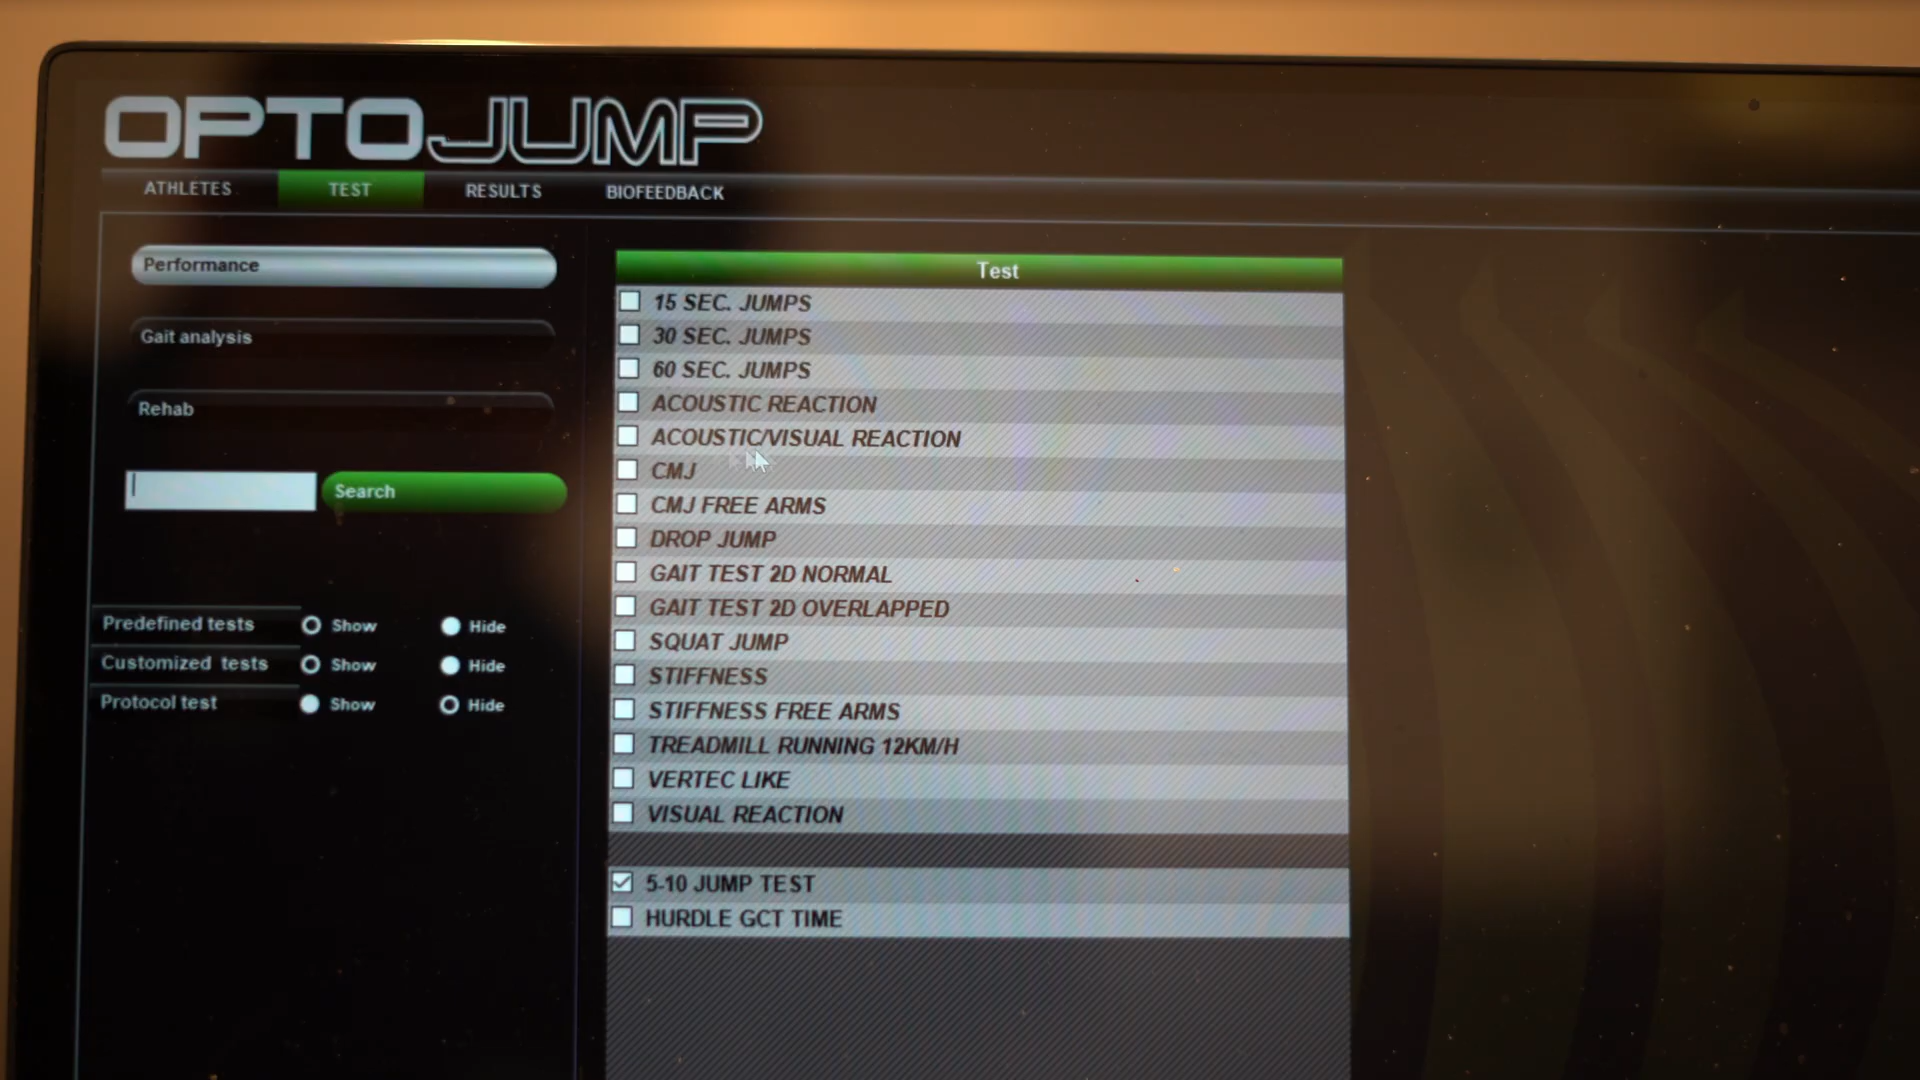 OPTOJUMP
ATHLETES TEST RESULTS BIOFEEDBACK
Performance
Gait analysis
Rehab
Search
Predefined tests Show Hide
Customized tests Show Hide
Protocol test Show Hide
Test
15 SEC. JUMPS
30 SEC. JUMPS
60 SEC. JUMPS
ACOUSTIC REACTION
ACOUSTIC/VISUAL REACTION
CMJ
CMJ FREE ARMS
DROP JUMP
GAIT TEST 2D NORMAL
GAIT TEST 2D OVERLAPPED
SQUAT JUMP
STIFFNESS
STIFFNESS FREE ARMS
TREADMILL RUNNING 12KM/H
VERTEC LIKE
VISUAL REACTION
5-10 JUMP TEST
HURDLE GCT TIME